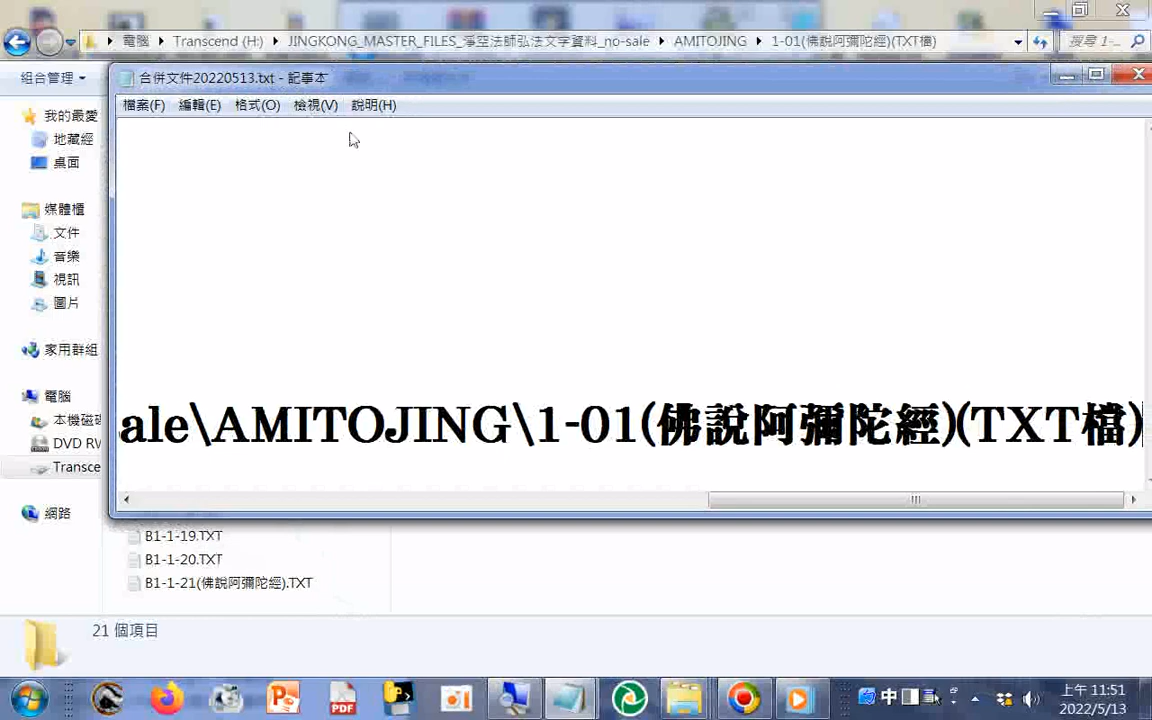 電腦 Transcend (H:) JINGKONG_MASTER_FILES_淨空法師弘法文字資料_no-sale AMITOJING 1-01(佛說阿彌陀經)(TXT檔)
搜尋 1-...
組合管理
合併文件20220513.txt - 記事本
檔案(F) 編輯(E) 格式(O) 檢視(V) 說明(H)
我的最愛
地藏經
桌面
媒體櫃
文件
音樂
視訊
圖片
家用群組
電腦
本機磁碟
DVD RW
Transce
網路
ale\AMITOJING\1-01(佛說阿彌陀經)(TXT檔)
B1-1-19.TXT
B1-1-20.TXT
B1-1-21(佛說阿彌陀經).TXT
21 個項目
PDF
中
上午 11:51
2022/5/13